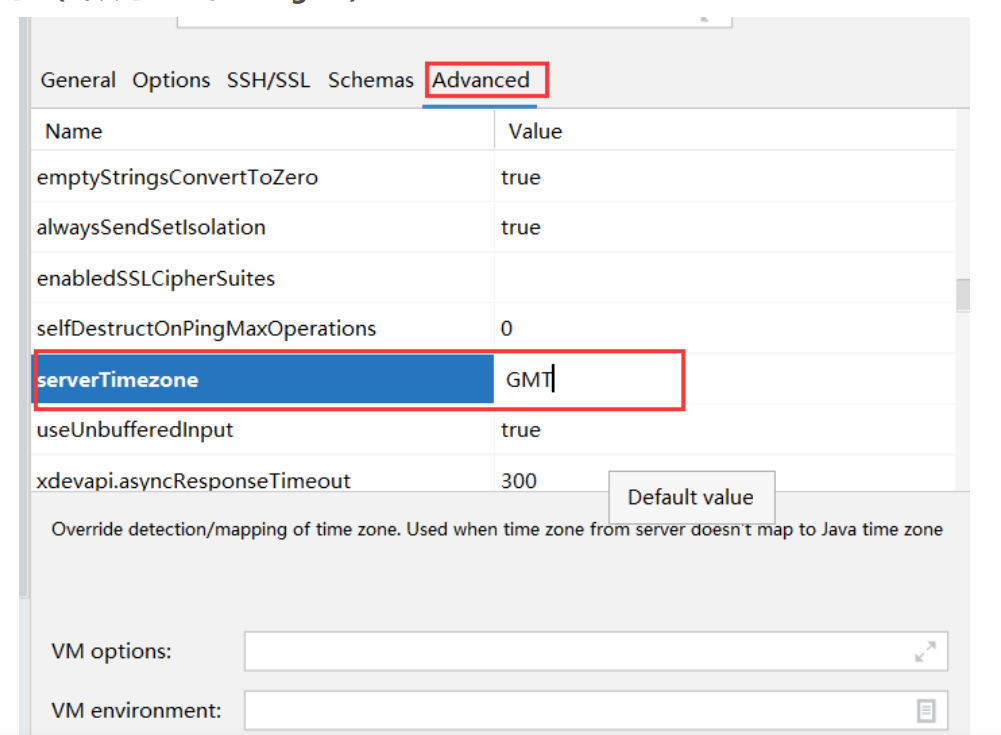 General Options SSH/SSL Schemas Advanced
Name Value
emptyStringsConvertToZero true
alwaysSendSetIsolation true
enabledSSLCipherSuites
selfDestructOnPingMaxOperations 0
serverTimezone GMT
useUnbufferedInput true
xdevapi.asyncResponseTimeout 300
Default value
Override detection/mapping of time zone. Used when time zone from server doesn't map to Java time zone
VM options:
VM environment: